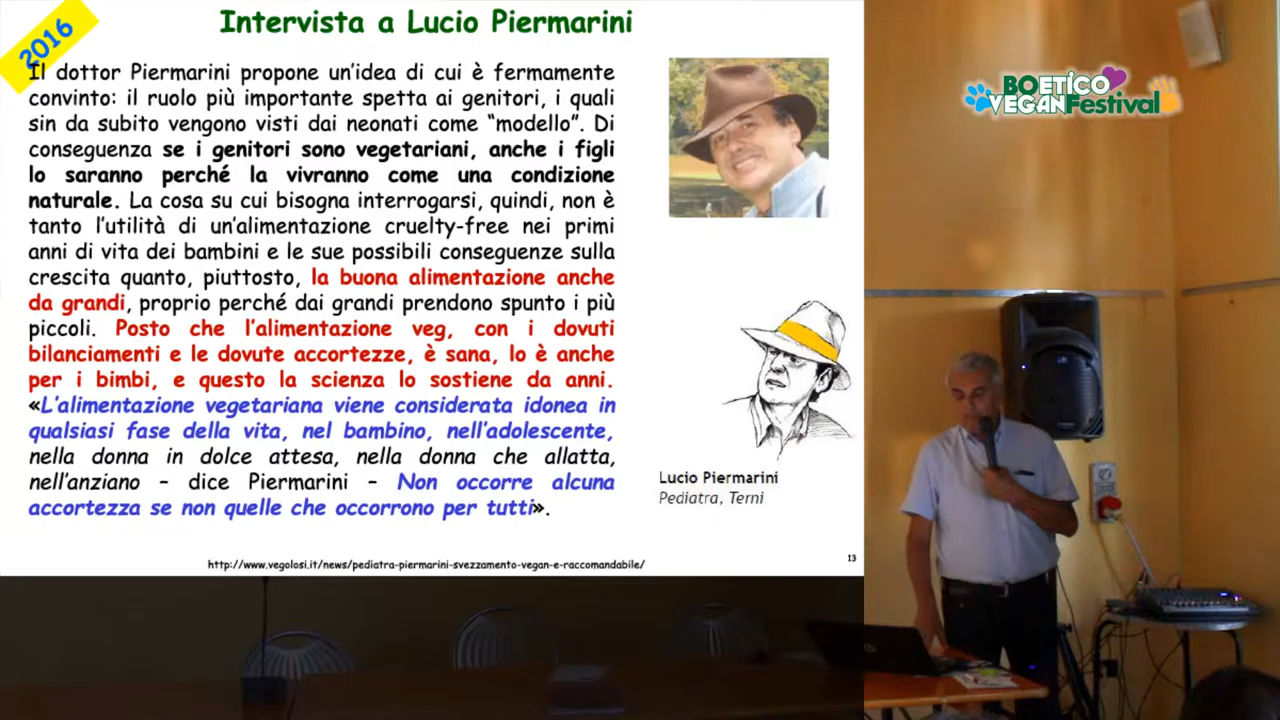 2016
Intervista a Lucio Piermarini
Il dottor Piermarini propone un'idea di cui è fermamente
convinto: il ruolo più importante spetta ai genitori, i quali
sin da subito vengono visti dai neonati come “modello”. Di
conseguenza se i genitori sono vegetariani, anche i figli
lo saranno perché la vivranno come una condizione
naturale. La cosa su cui bisogna interrogarsi, quindi, non è
tanto l'utilità di un'alimentazione cruelty-free nei primi
anni di vita dei bambini e le sue possibili conseguenze sulla
crescita quanto, piuttosto, la buona alimentazione anche
da grandi, proprio perché dai grandi prendono spunto i più
piccoli. Posto che l'alimentazione veg, con i dovuti
bilanciamenti e le dovute accortezze, è sana, lo è anche
per i bimbi, e questo la scienza lo sostiene da anni.
«L'alimentazione vegetariana viene considerata idonea in
qualsiasi fase della vita, nel bambino, nell'adolescente,
nella donna in dolce attesa, nella donna che allatta,
nell'anziano – dice Piermarini – Non occorre alcuna
accortezza se non quelle che occorrono per tutti».
Lucio Piermarini
Pediatra, Terni
http://www.vegolosi.it/news/pediatra-piermarini-svezzamento-vegan-e-raccomandabile/
13
BOETICO
VEGANFestival